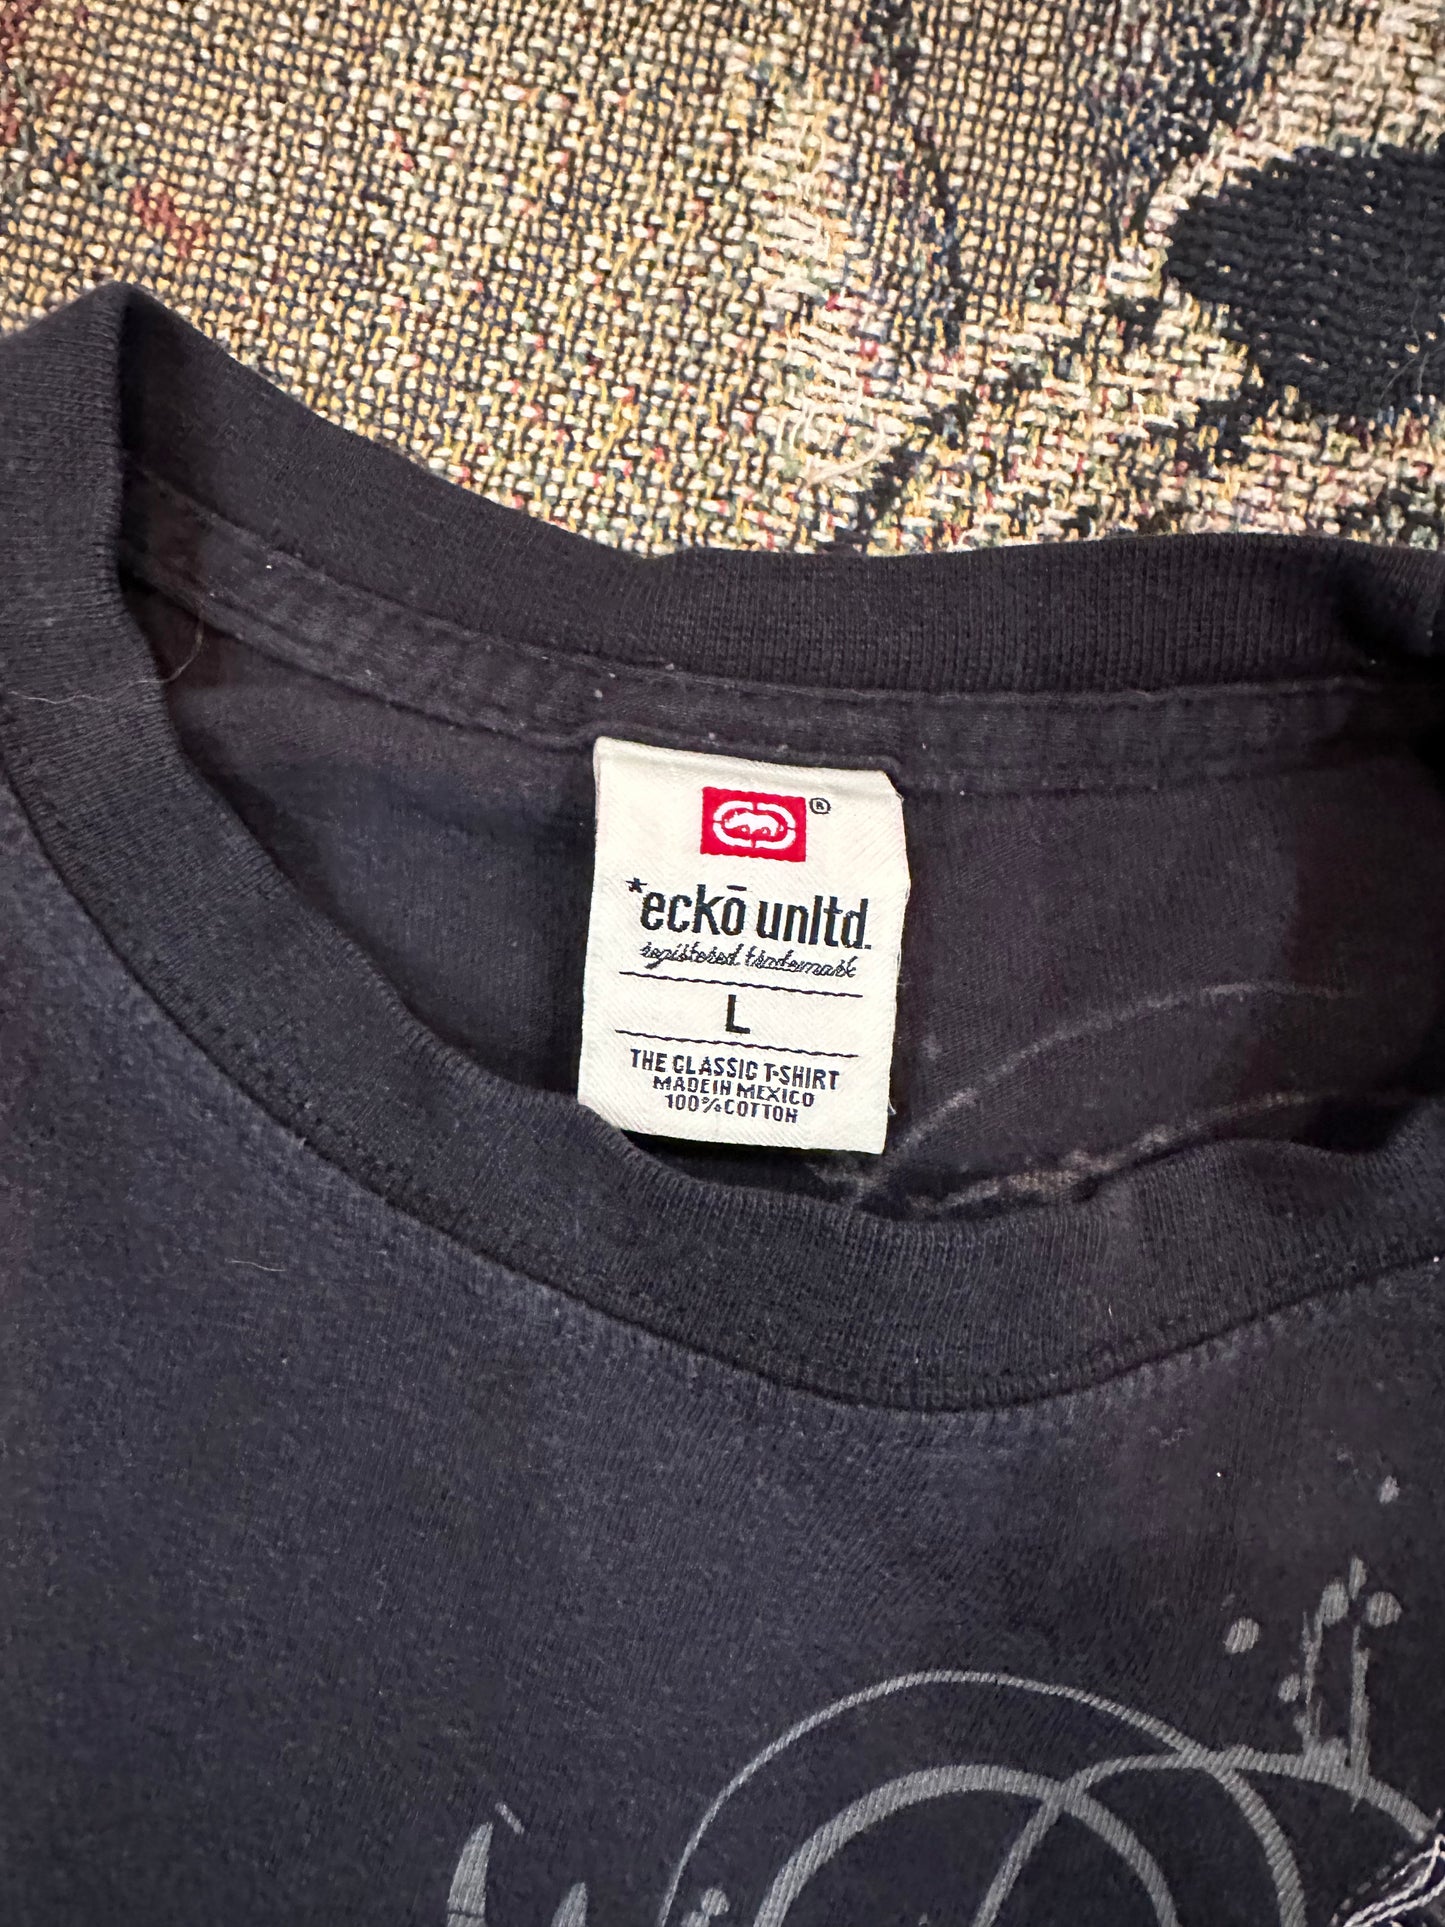 ®
*eckō unltd.
registered trademark
L
THE CLASSIC T-SHIRT
MADE IN MEXICO
100% COTTON